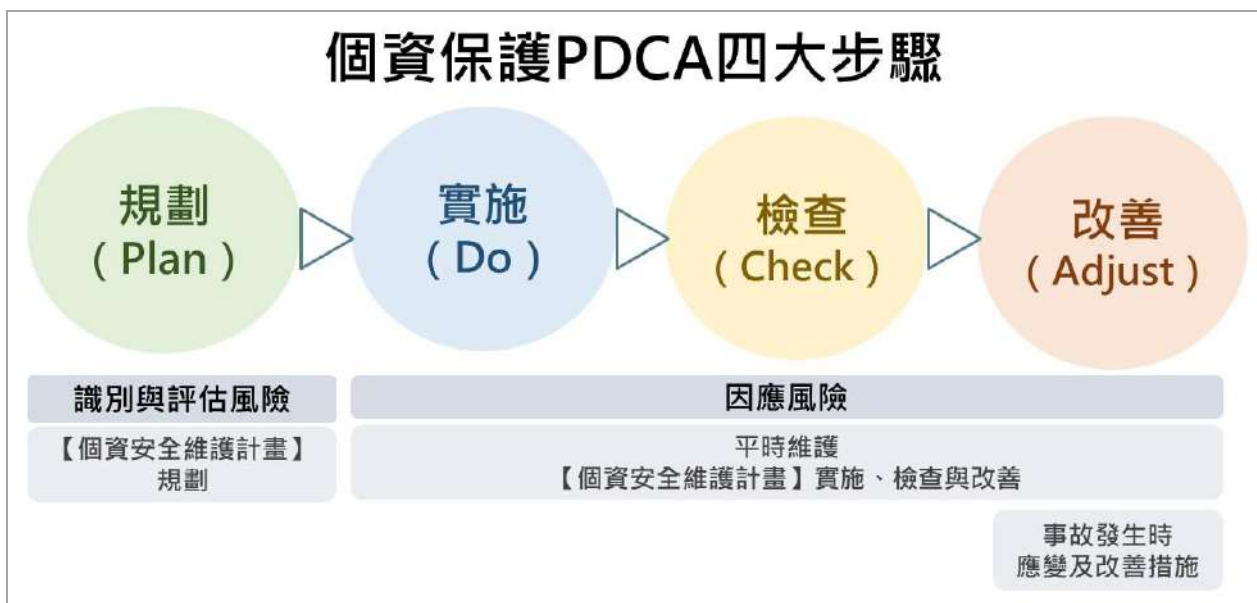 個資保護PDCA四大步驟
規劃
（Plan）
實施
（Do）
檢查
（Check）
改善
（Adjust）
識別與評估風險
因應風險
【個資安全維護計畫】
規劃
平時維護
【個資安全維護計畫】實施、檢查與改善
事故發生時
應變及改善措施